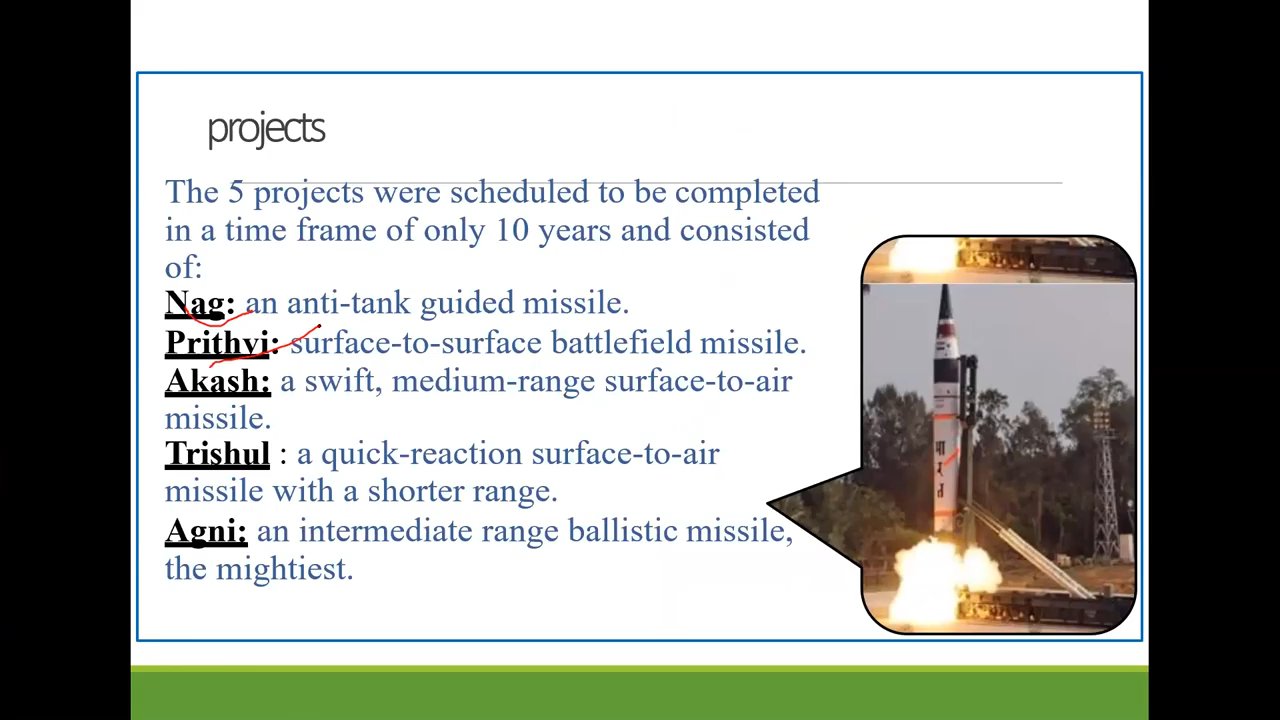 projects
The 5 projects were scheduled to be completed
in a time frame of only 10 years and consisted
of:
Nag: an anti-tank guided missile.
Prithvi: surface-to-surface battlefield missile.
Akash: a swift, medium-range surface-to-air
missile.
Trishul : a quick-reaction surface-to-air
missile with a shorter range.
Agni: an intermediate range ballistic missile,
the mightiest.
भारत